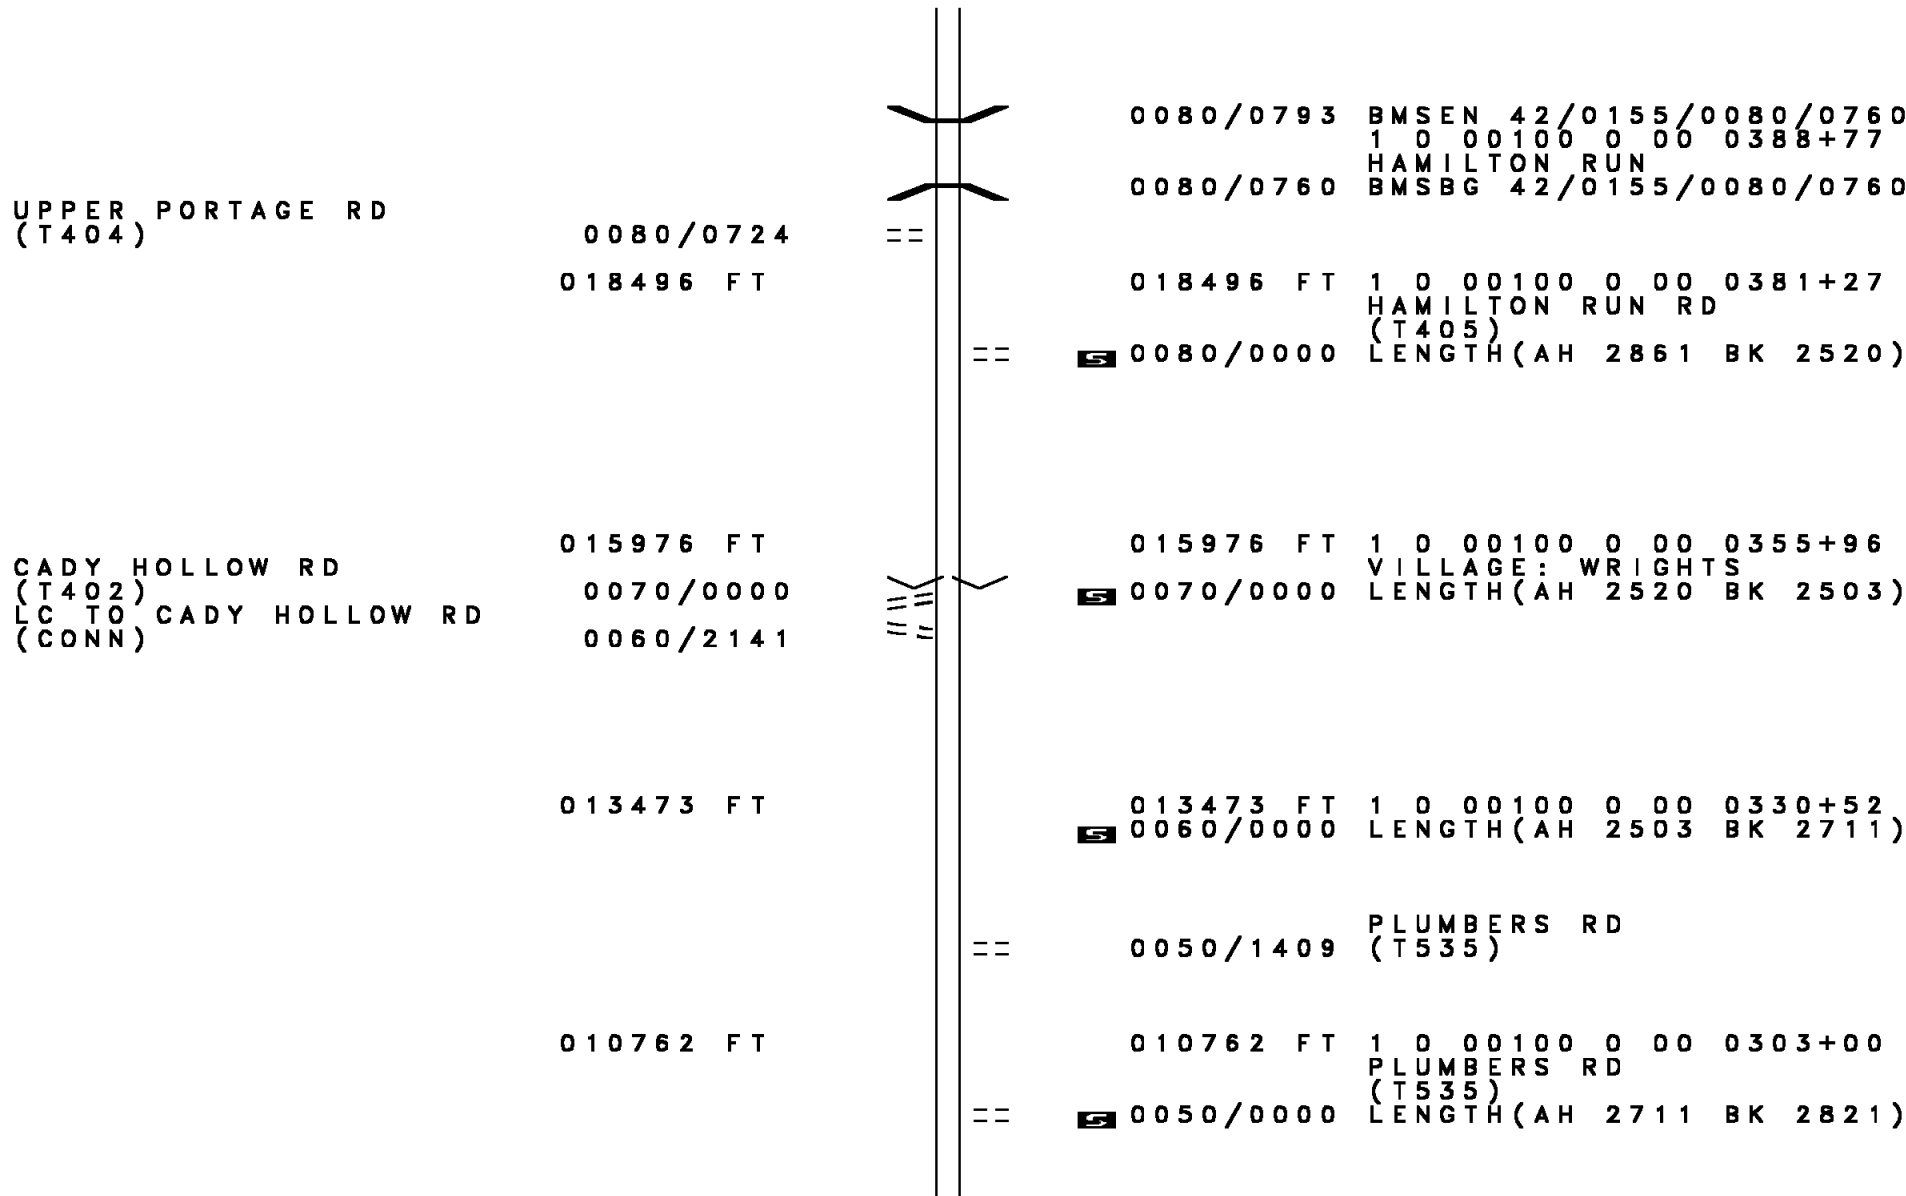 0080/0793 BMSEN 42/0155/0080/0760
1 0 00100 0 00 0388+77
HAMILTON RUN
0080/0760 BMSBG 42/0155/0080/0760
UPPER PORTAGE RD
(T404) 0080/0724
018496 FT 018496 FT 1 0 00100 0 00 0381+27
HAMILTON RUN RD
(T405)
S 0080/0000 LENGTH(AH 2861 BK 2520)
015976 FT 015976 FT 1 0 00100 0 00 0355+96
CADY HOLLOW RD VILLAGE: WRIGHTS
(T402) 0070/0000 S 0070/0000 LENGTH(AH 2520 BK 2503)
LC TO CADY HOLLOW RD
(CONN) 0060/2141
013473 FT 013473 FT 1 0 00100 0 00 0330+52
S 0060/0000 LENGTH(AH 2503 BK 2711)
PLUMBERS RD
0050/1409 (T535)
010762 FT 010762 FT 1 0 00100 0 00 0303+00
PLUMBERS RD
(T535)
S 0050/0000 LENGTH(AH 2711 BK 2821)